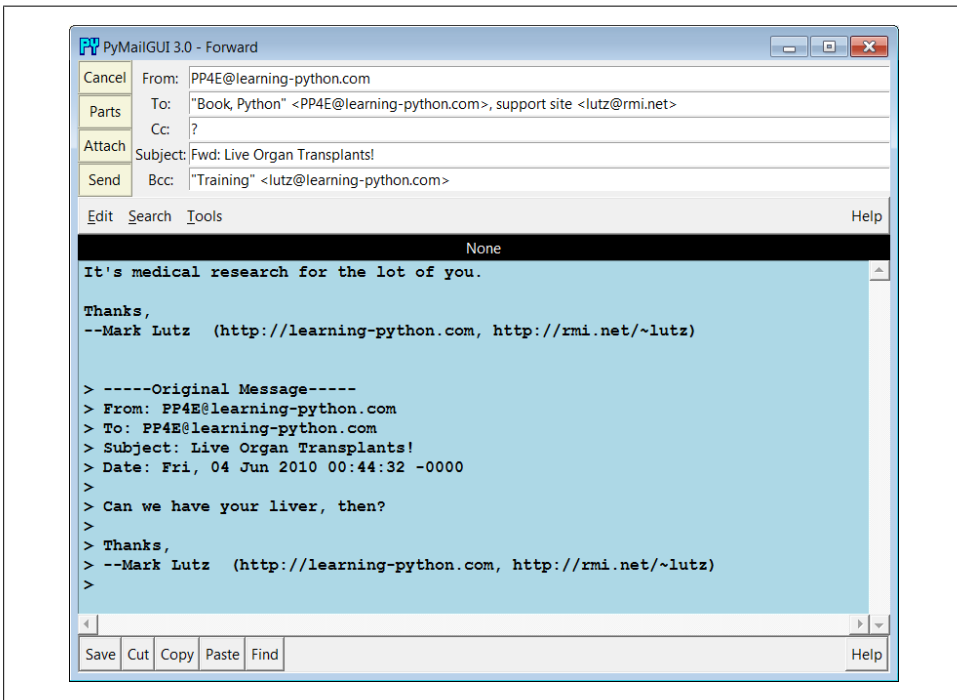 PY PyMailGUI 3.0 - Forward
Cancel From: PP4E@learning-python.com
Parts To: "Book, Python" <PP4E@learning-python.com>, support site <lutz@rmi.net>
Cc: ?
Attach Subject: Fwd: Live Organ Transplants!
Send Bcc: "Training" <lutz@learning-python.com>
Edit Search Tools Help
None
It's medical research for the lot of you.
Thanks,
--Mark Lutz  (http://learning-python.com, http://rmi.net/~lutz)
> -----Original Message-----
> From: PP4E@learning-python.com
> To: PP4E@learning-python.com
> Subject: Live Organ Transplants!
> Date: Fri, 04 Jun 2010 00:44:32 -0000
>
> Can we have your liver, then?
>
> Thanks,
> --Mark Lutz  (http://learning-python.com, http://rmi.net/~lutz)
>
Save Cut Copy Paste Find Help